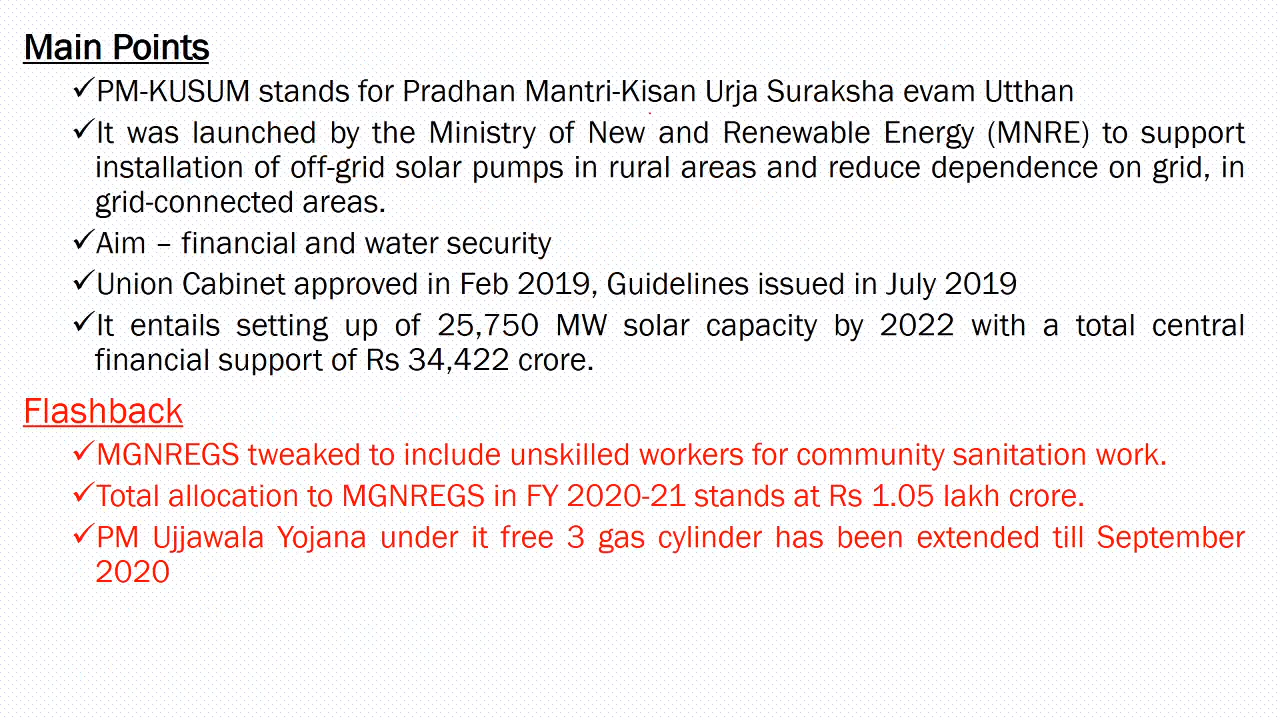 Main Points
✓PM-KUSUM stands for Pradhan Mantri-Kisan Urja Suraksha evam Utthan
✓It was launched by the Ministry of New and Renewable Energy (MNRE) to support
installation of off-grid solar pumps in rural areas and reduce dependence on grid, in
grid-connected areas.
✓Aim – financial and water security
✓Union Cabinet approved in Feb 2019, Guidelines issued in July 2019
✓It entails setting up of 25,750 MW solar capacity by 2022 with a total central
financial support of Rs 34,422 crore.
Flashback
✓MGNREGS tweaked to include unskilled workers for community sanitation work.
✓Total allocation to MGNREGS in FY 2020-21 stands at Rs 1.05 lakh crore.
✓PM Ujjawala Yojana under it free 3 gas cylinder has been extended till September
2020